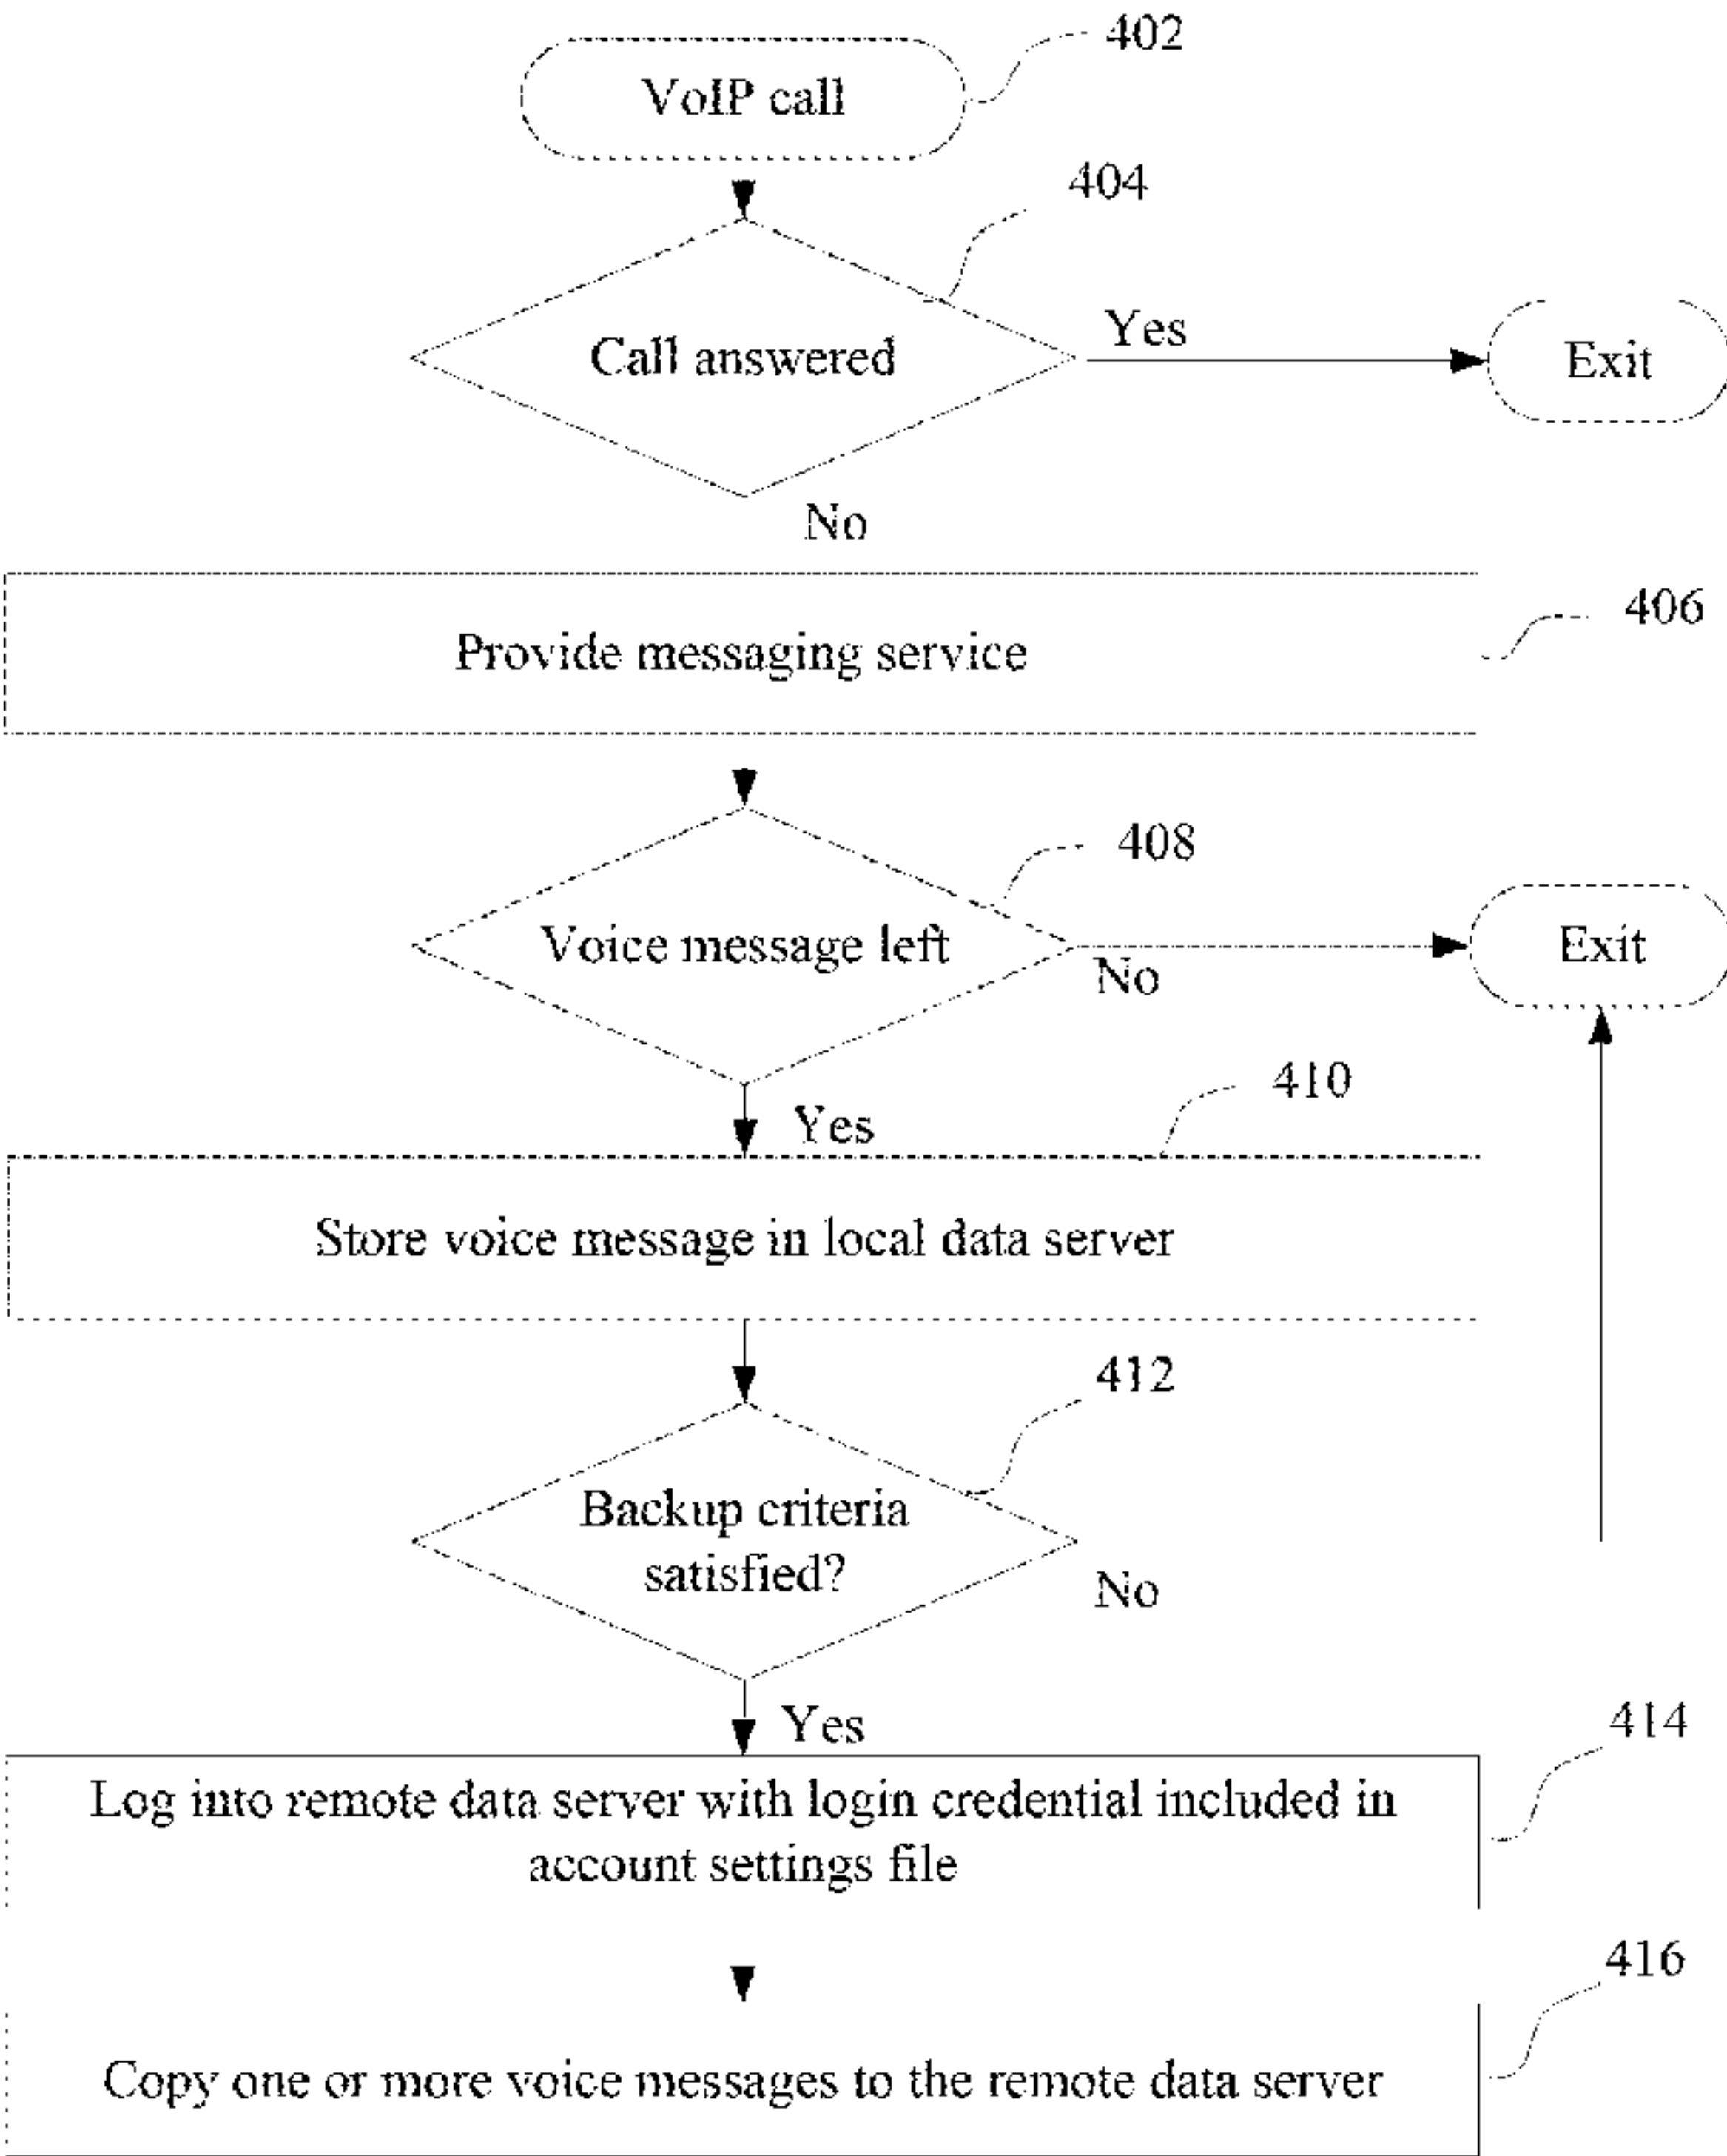 VoIP call
402
404
Call answered
Yes
Exit
No
Provide messaging service
406
408
Voice message left
No
Exit
410
Yes
Store voice message in local data server
412
Backup criteria
satisfied?
No
Yes
414
Log into remote data server with login credential included in
account settings file
416
Copy one or more voice messages to the remote data server